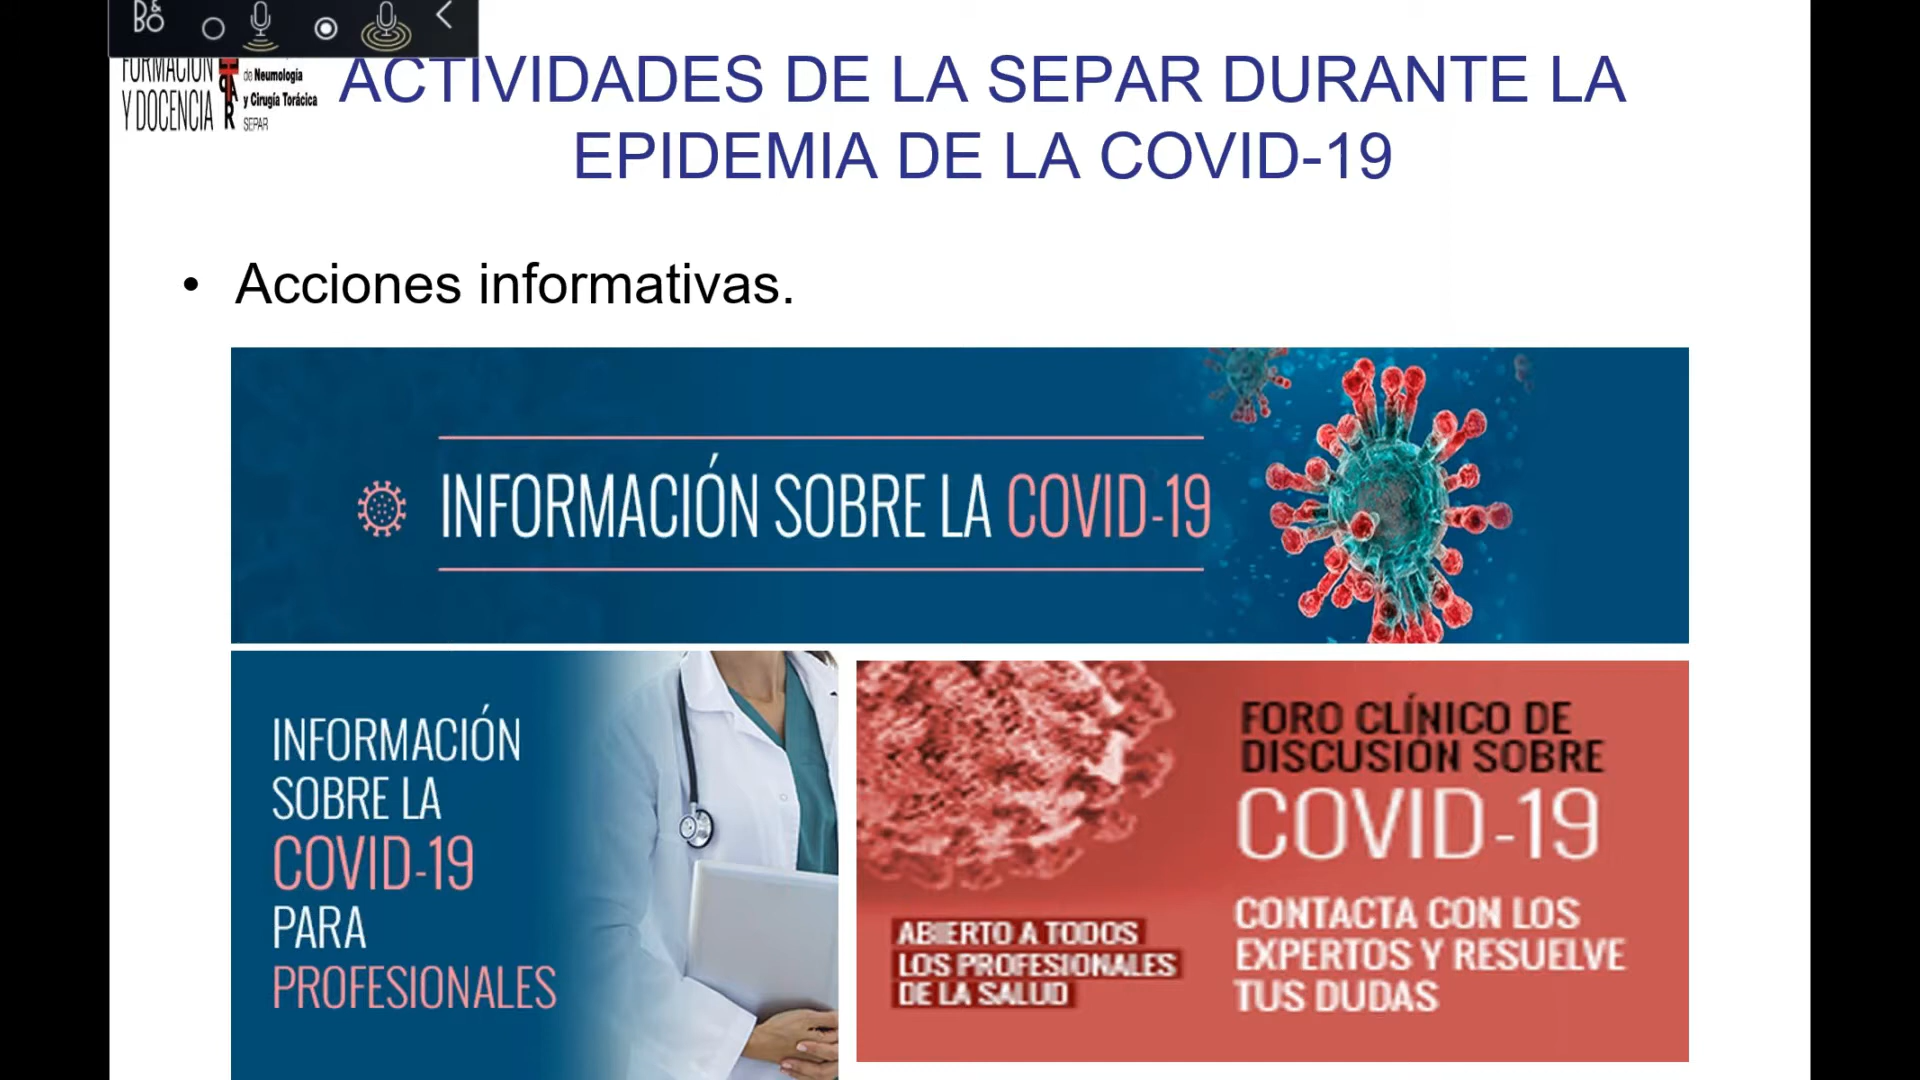 FORMACIÓN
Y DOCENCIA
de Neumología
y Cirugía Torácica
SEPAR
ACTIVIDADES DE LA SEPAR DURANTE LA
EPIDEMIA DE LA COVID-19
• Acciones informativas.
INFORMACIÓN SOBRE LA COVID-19
INFORMACIÓN
SOBRE LA
COVID-19
PARA
PROFESIONALES
ABIERTO A TODOS
LOS PROFESIONALES
DE LA SALUD
FORO CLÍNICO DE
DISCUSIÓN SOBRE
COVID-19
CONTACTA CON LOS
EXPERTOS Y RESUELVE
TUS DUDAS